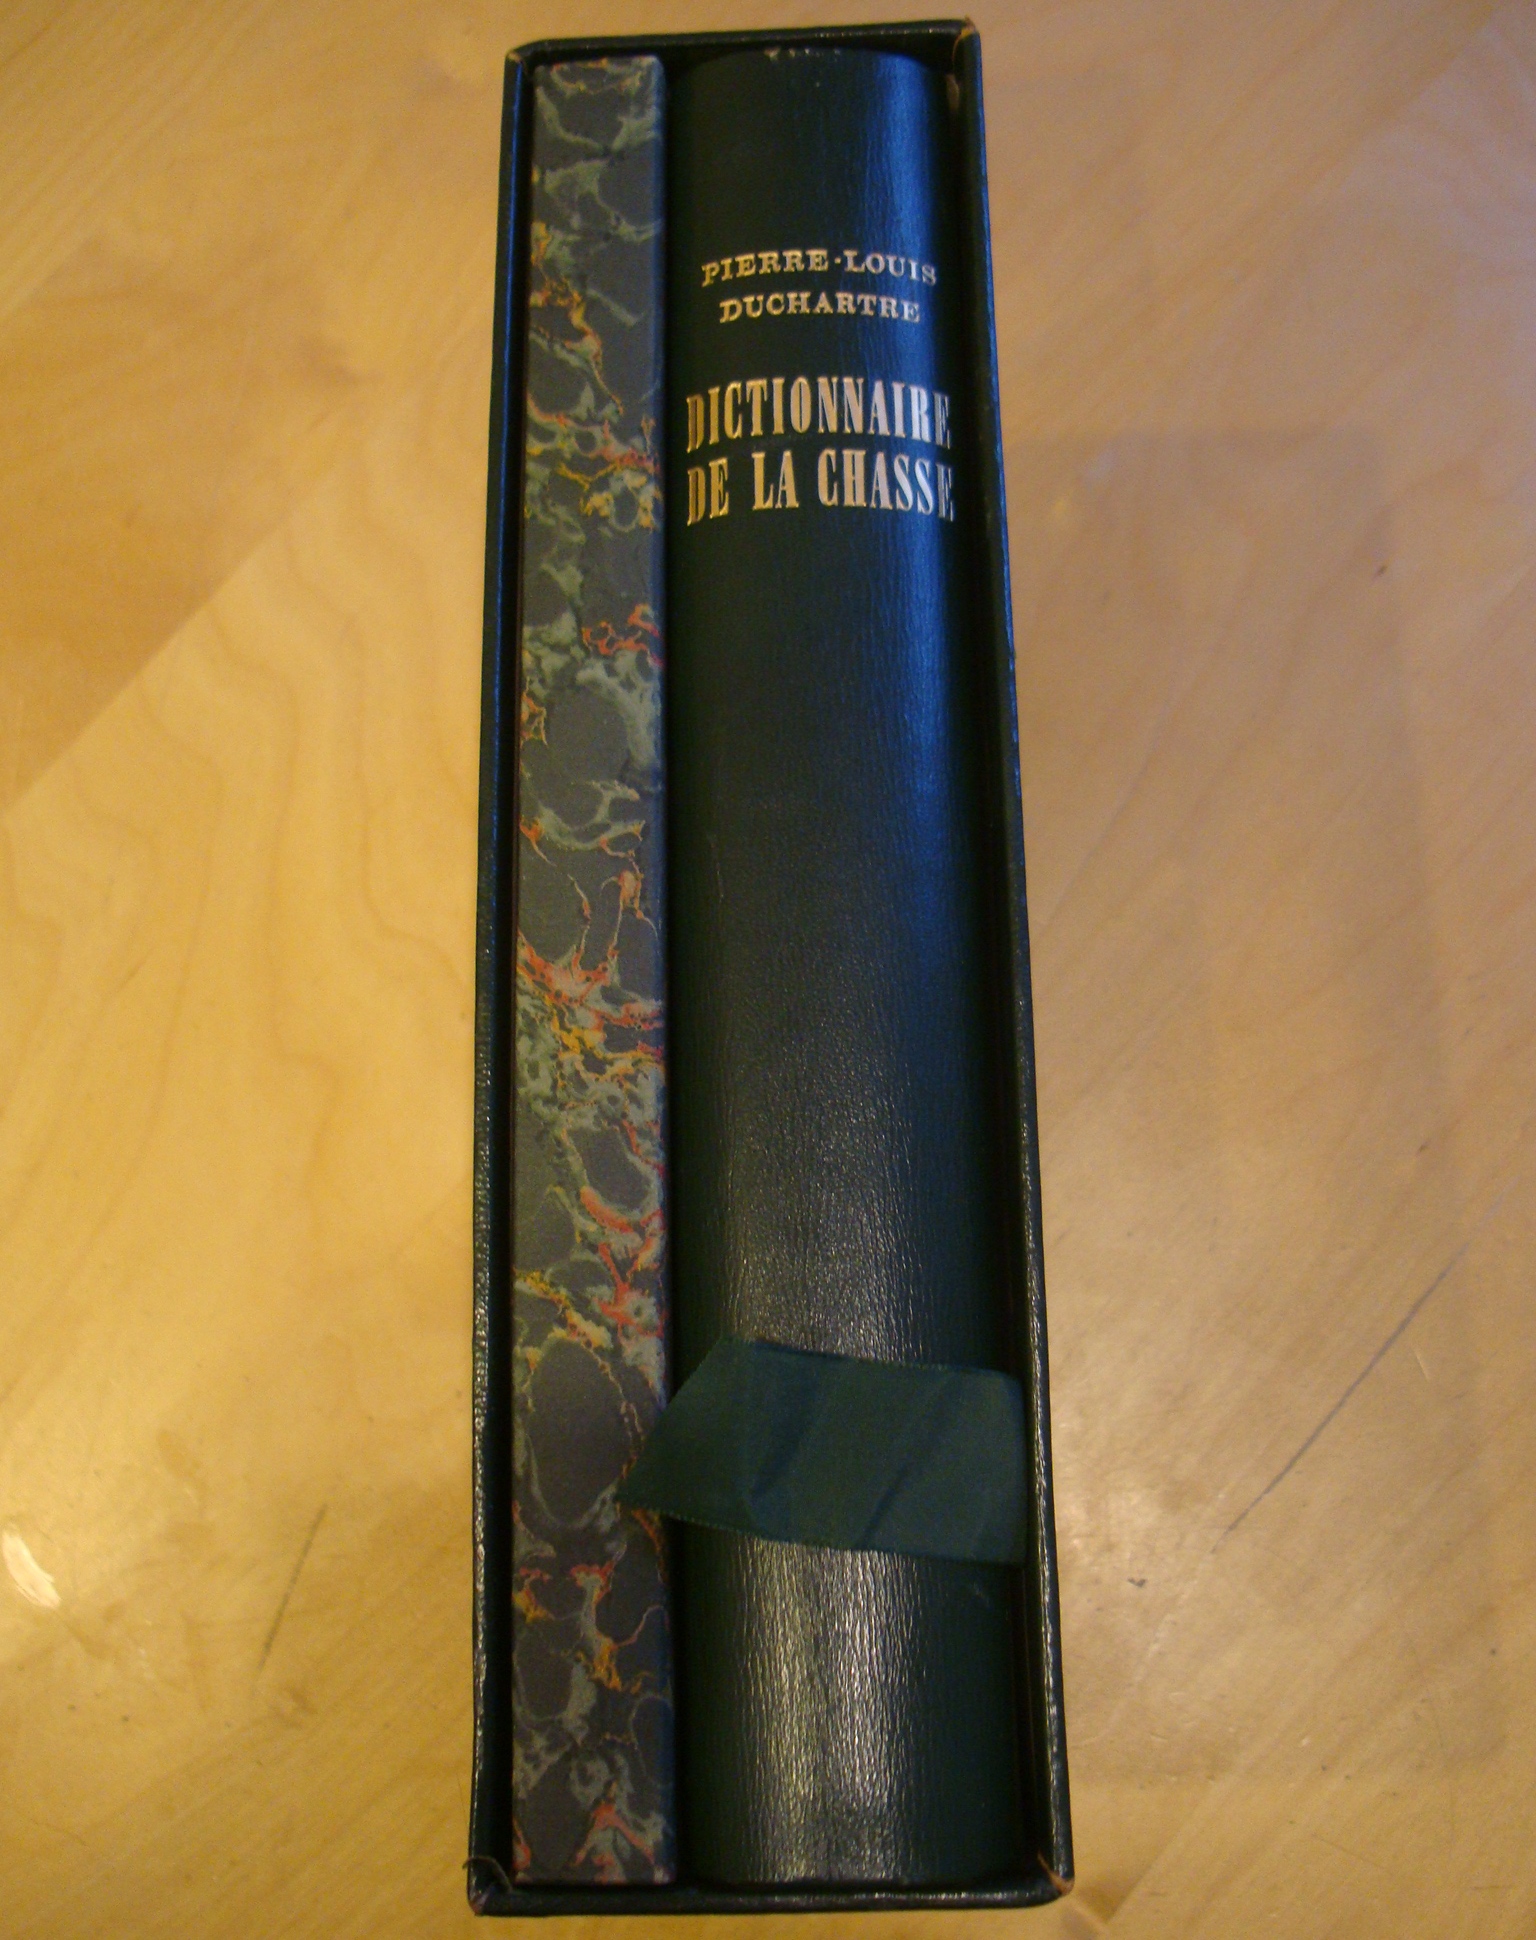 PIERRE-LOUIS
DUCHARTRE
DICTIONNAIRE
DE LA CHASSE